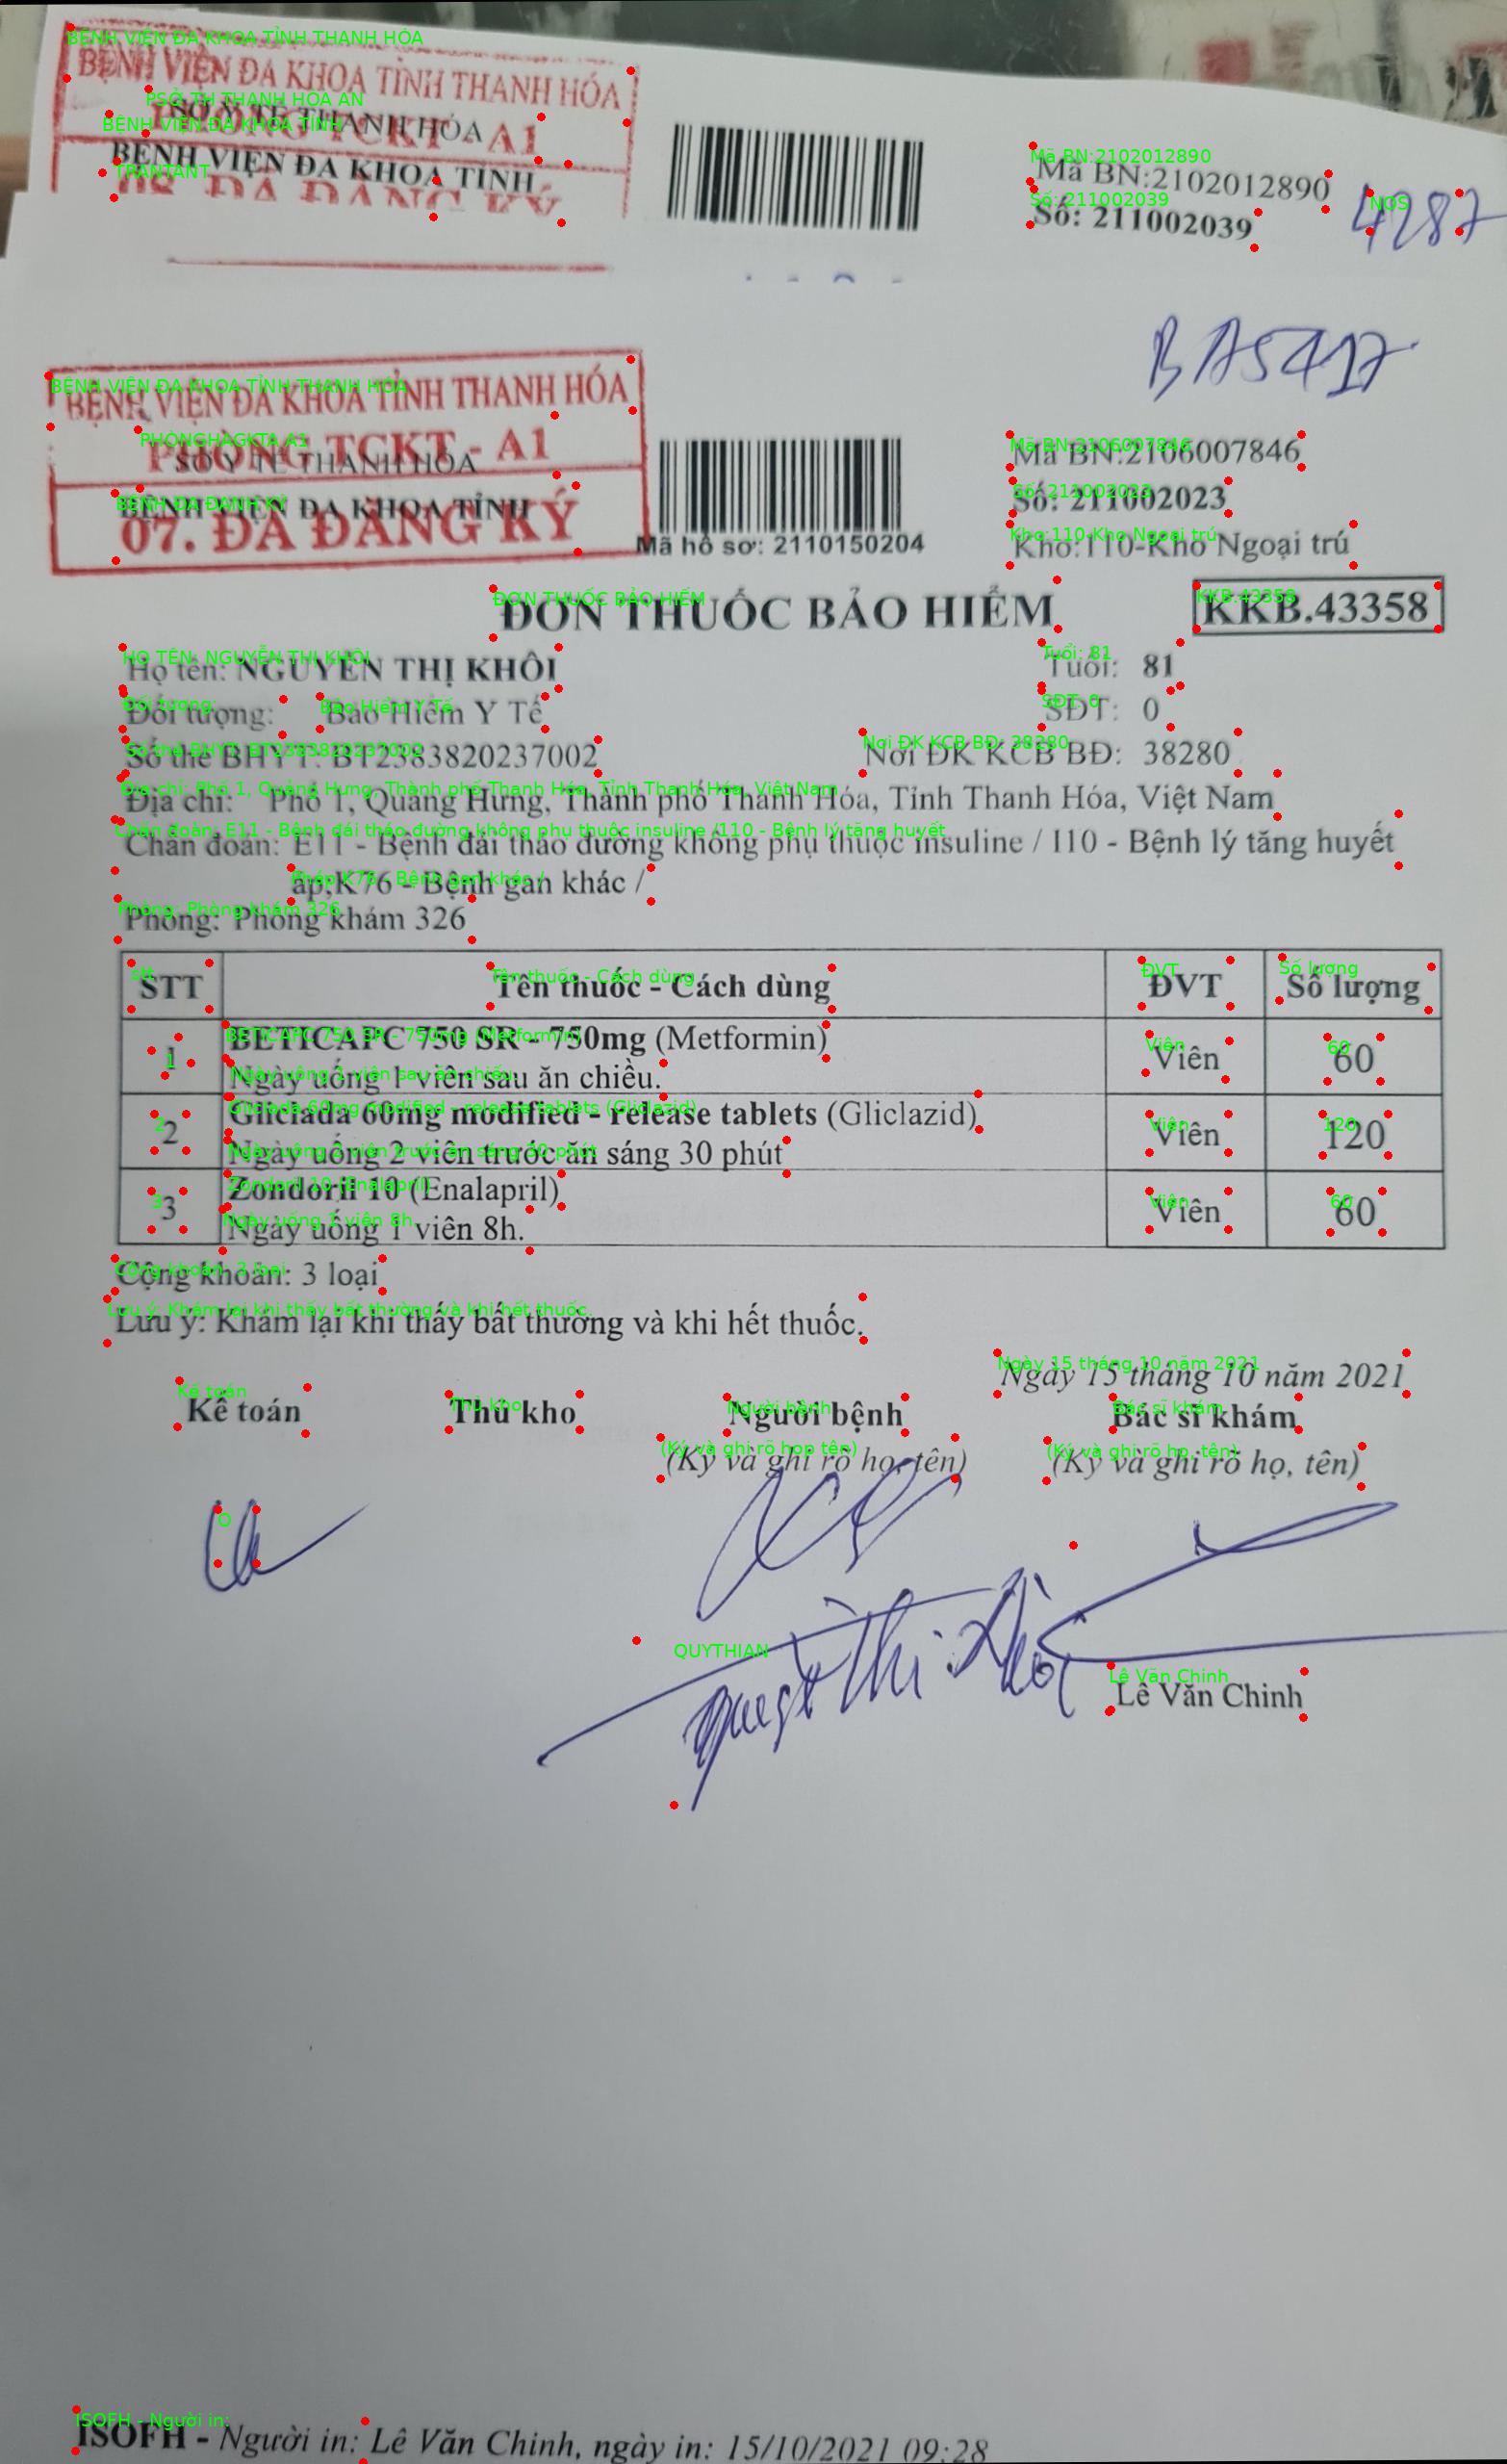 BỆNH VIỆN ĐA KHOA TỈNH THANH HÓA
SỞ Y TẾ THANH HÓA
A1
BỆNH VIỆN ĐA KHOA TỈNH
Mã BN:2102012890
Số: 211002039
4287
BA5417
BỆNH VIỆN ĐA KHOA TỈNH THANH HÓA
PHÒNG TCKT - A1
SỞ Y TẾ THANH HÓA
BỆNH VIỆN ĐA KHOA TỈNH
07. ĐÃ ĐĂNG KÝ
Mã hồ sơ: 2110150204
Mã BN:2106007846
Số: 211002023
Kho:110-Kho Ngoại trú
ĐƠN THUỐC BẢO HIỂM
KKB.43358
Họ tên: NGUYỄN THỊ KHÔI
Tuổi: 81
Đối tượng: Bảo Hiểm Y Tế
SĐT: 0
Số thẻ BHYT: BT2383820237002
Nơi ĐK KCB BĐ: 38280
Địa chỉ: Phố 1, Quảng Hưng, Thành phố Thanh Hóa, Tỉnh Thanh Hóa, Việt Nam
Chẩn đoán: E11 - Bệnh đái tháo đường không phụ thuộc insuline / I10 - Bệnh lý tăng huyết
áp,K76 - Bệnh gan khác /
Phòng: Phòng khám 326
STT Tên thuốc - Cách dùng ĐVT Số lượng
1 BETICAPC 750 SR - 750mg (Metformin) Viên 60
Ngày uống 1 viên sau ăn chiều.
2 Gliclada 60mg modified - release tablets (Gliclazid) Viên 120
Ngày uống 2 viên trước ăn sáng 30 phút
3 Zondoril 10 (Enalapril) Viên 60
Ngày uống 1 viên 8h.
Cộng khoản: 3 loại
Lưu ý: Khám lại khi thấy bất thường và khi hết thuốc.
Ngày 15 tháng 10 năm 2021
Kế toán Thủ kho Người bệnh Bác sĩ khám
(Ký và ghi rõ họ, tên) (Ký và ghi rõ họ, tên)
Lê Văn Chinh
ISOFH - Người in: Lê Văn Chinh, ngày in: 15/10/2021 09:28